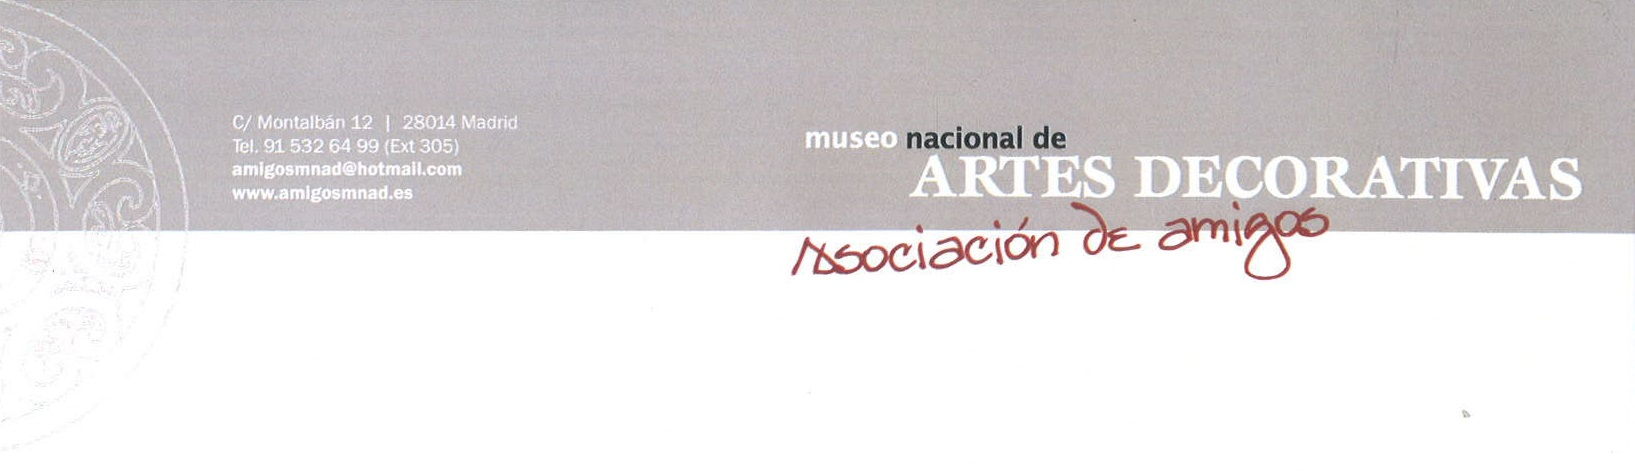 C/ Montalbán 12 | 28014 Madrid
Tel. 91 532 64 99 (Ext 305)
amigosmnad@hotmail.com
www.amigosmnad.es
museo nacional de
ARTES DECORATIVAS
Asociación de amigos